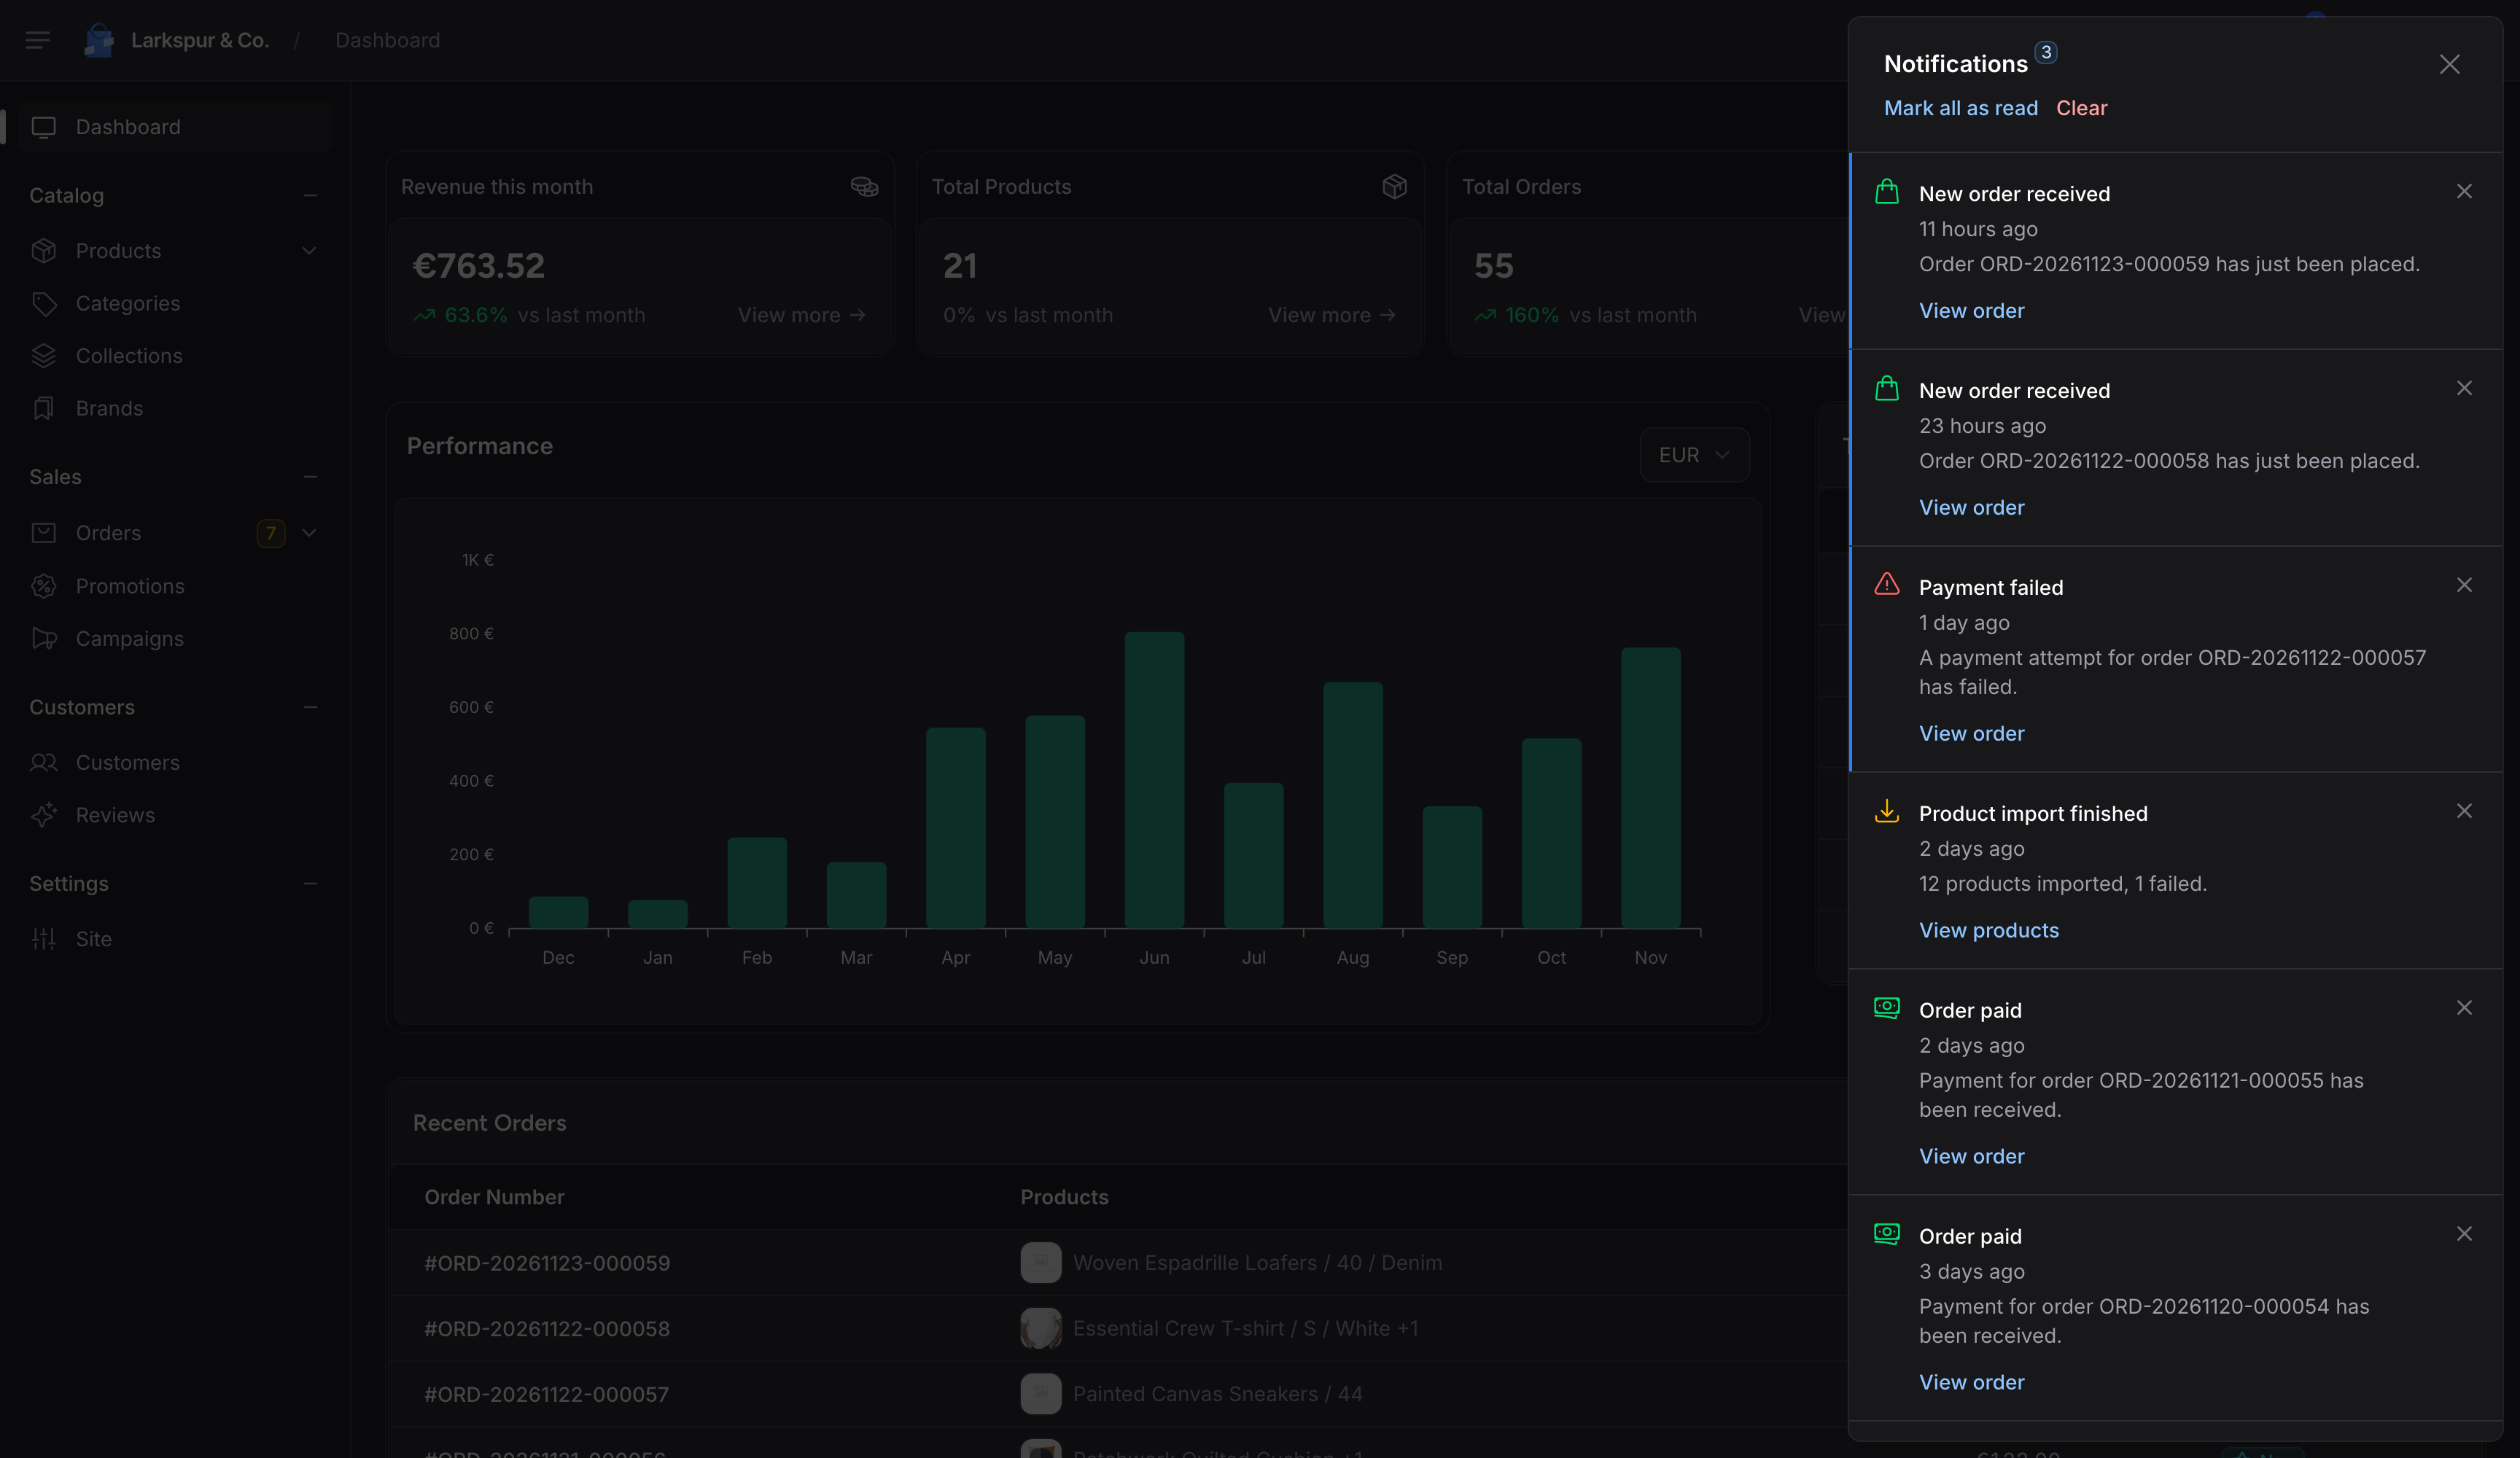 Larkspur & Co. / Dashboard
Dashboard
Catalog
Products
Categories
Collections
Brands
Sales
Orders 7
Promotions
Campaigns
Customers
Customers
Reviews
Settings
Site
Revenue this month
€763.52
63.6% vs last month View more
Total Products
21
0% vs last month View more
Total Orders
55
160% vs last month View
Performance
EUR
1K €
800 €
600 €
400 €
200 €
0 €
Dec Jan Feb Mar Apr May Jun Jul Aug Sep Oct Nov
Recent Orders
Order Number Products
#ORD-20261123-000059 Woven Espadrille Loafers / 40 / Denim
#ORD-20261122-000058 Essential Crew T-shirt / S / White +1
#ORD-20261122-000057 Painted Canvas Sneakers / 44
Notifications 3
Mark all as read Clear
New order received
11 hours ago
Order ORD-20261123-000059 has just been placed.
View order
New order received
23 hours ago
Order ORD-20261122-000058 has just been placed.
View order
Payment failed
1 day ago
A payment attempt for order ORD-20261122-000057
has failed.
View order
Product import finished
2 days ago
12 products imported, 1 failed.
View products
Order paid
2 days ago
Payment for order ORD-20261121-000055 has
been received.
View order
Order paid
3 days ago
Payment for order ORD-20261120-000054 has
been received.
View order